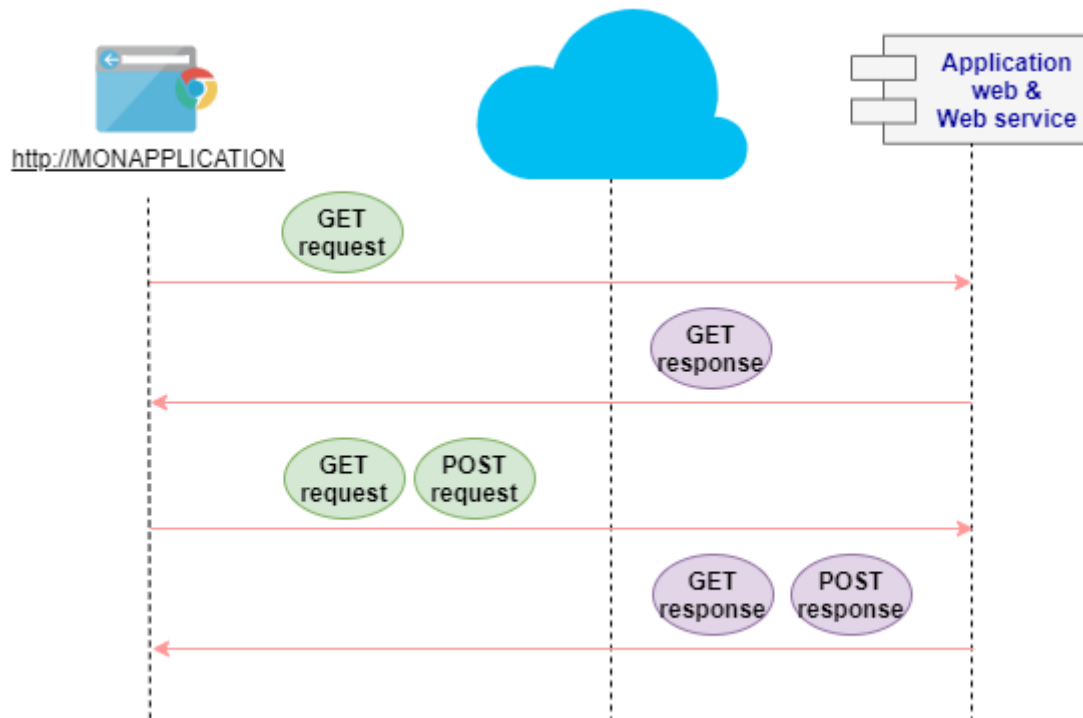 Application
web &
Web service
http://MONAPPLICATION
GET
request
GET
response
GET
request
POST
request
GET
response
POST
response